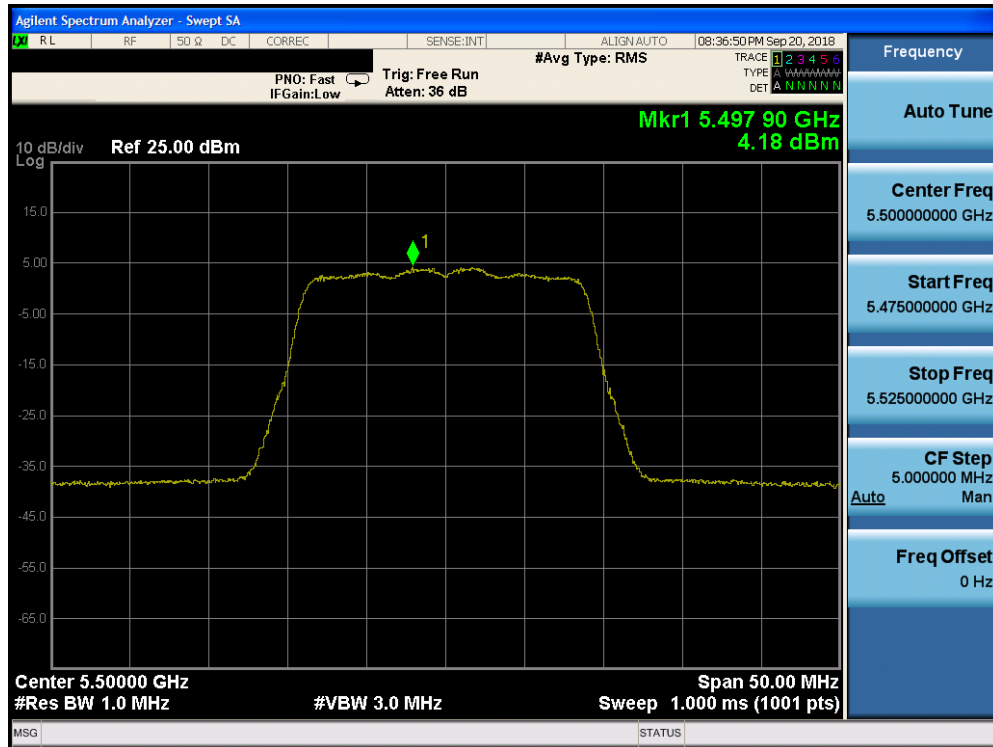 Agilent Spectrum Analyzer - Swept SA
LXI RL RF 50 Ω DC CORREC SENSE:INT ALIGN AUTO 08:36:50 PM Sep 20, 2018
Frequency
#Avg Type: RMS
TRACE 1 2 3 4 5 6
PNO: Fast Trig: Free Run
TYPE A WWWWW
IFGain:Low Atten: 36 dB
DET A N N N N N
Auto Tune
Mkr1 5.497 90 GHz
4.18 dBm
10 dB/div Ref 25.00 dBm
Log
Center Freq
5.500000000 GHz
15.0
1
5.00
Start Freq
5.475000000 GHz
-5.00
-15.0
Stop Freq
5.525000000 GHz
-25.0
-35.0
CF Step
5.000000 MHz
Auto Man
-45.0
Freq Offset
0 Hz
-55.0
-65.0
Center 5.50000 GHz Span 50.00 MHz
#Res BW 1.0 MHz #VBW 3.0 MHz Sweep 1.000 ms (1001 pts)
MSG STATUS